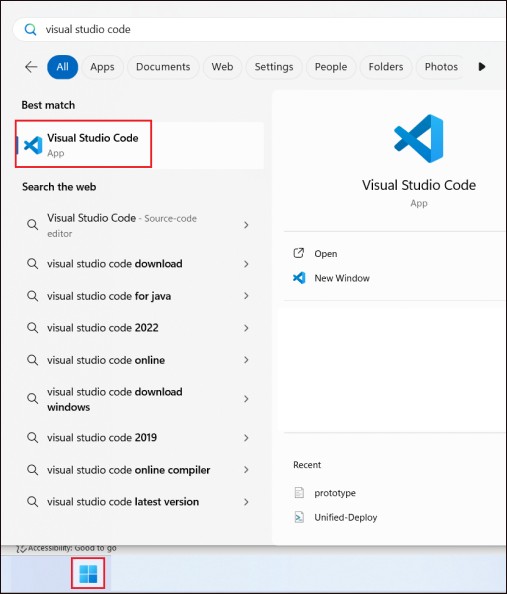 visual studio code
All Apps Documents Web Settings People Folders Photos
Best match
Visual Studio Code
App
Search the web
Visual Studio Code - Source-code
editor
visual studio code download
visual studio code for java
visual studio code 2022
visual studio code online
visual studio code download
windows
visual studio code 2019
visual studio code online compiler
visual studio code latest version
Visual Studio Code
App
Open
New Window
Recent
prototype
Unified-Deploy
Accessibility: Good to go